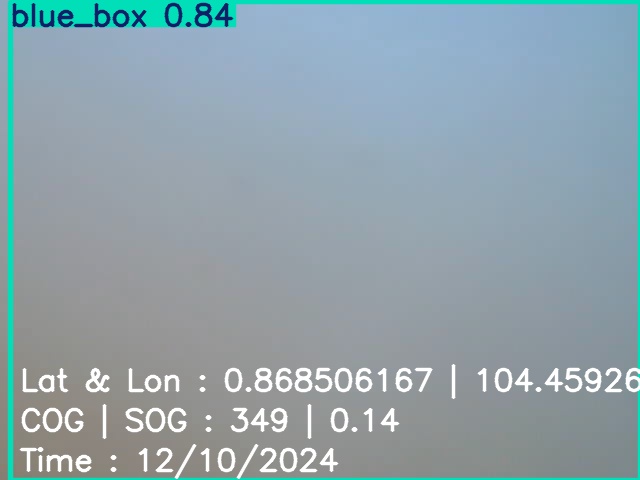 blue_box 0.84
Lat & Lon : 0.868506167 | 104.45926
COG | SOG : 349 | 0.14
Time : 12/10/2024